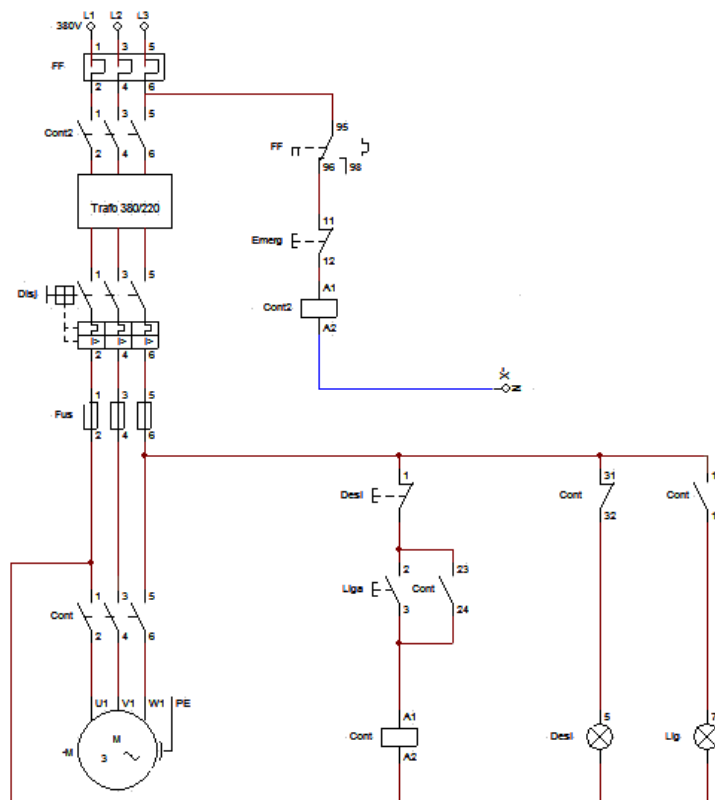 L1 L2 L3
380V
1 3 5
FF
2 4 6
1 3 5
Cont2
2 4 6
95
FF
96 98
Trafo 380/220
11
Emerg
12
A1
Cont2
A2
1 3 5
Disj
I> I> I>
2 4 6
X-
N
1 3 5
Fus
2 4 6
1
Desl
31
Cont
32
Cont
1
1
2
Liga
3
23
Cont
24
1 3 5
Cont
2 4 6
U1 V1 W1 PE
-M
M
3
A1
Cont
A2
5
Desl
7
Lig